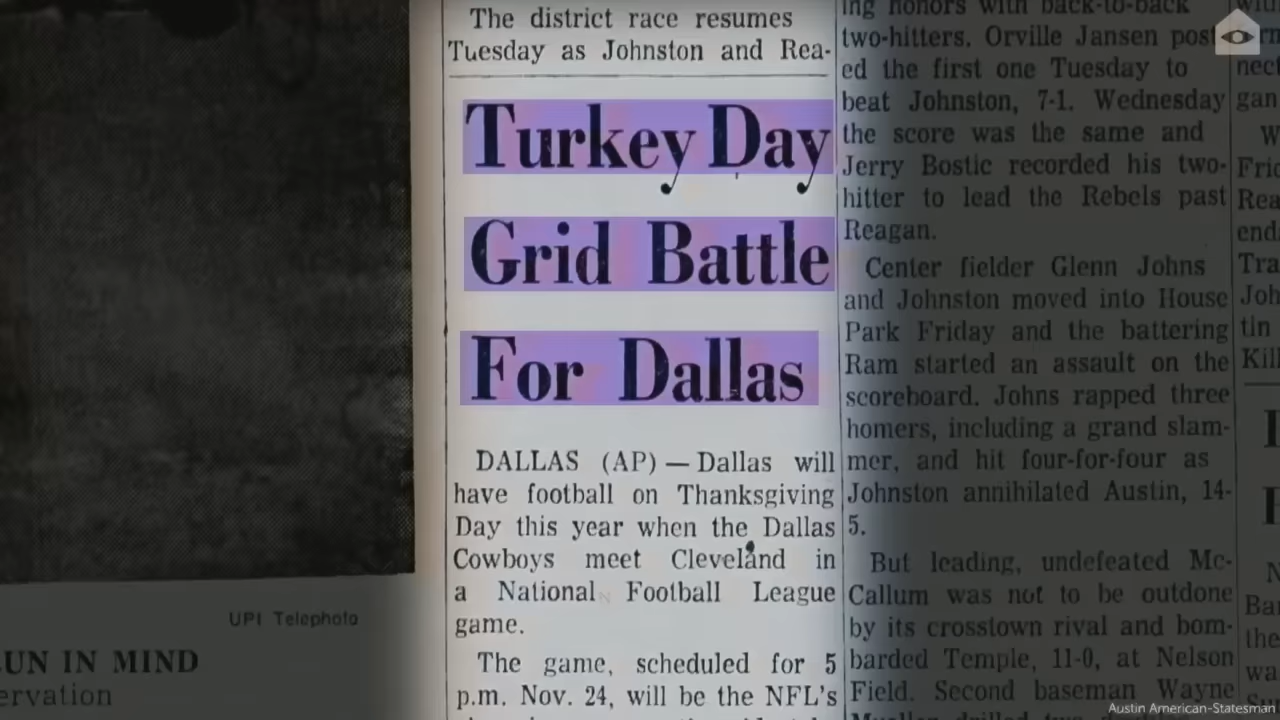 The district race resumes
Tuesday as Johnston and Rea-
Turkey Day
Grid Battle
For Dallas
DALLAS (AP) — Dallas will
have football on Thanksgiving
Day this year when the Dallas
Cowboys meet Cleveland in
a National Football League
game.
The game, scheduled for 5
p.m. Nov. 24, will be the NFL's
ing honors with back-to-back
two-hitters. Orville Jansen post
ed the first one Tuesday to
beat Johnston, 7-1. Wednesday
the score was the same and
Jerry Bostic recorded his two-
hitter to lead the Rebels past
Reagan.
Center fielder Glenn Johns
and Johnston moved into House
Park Friday and the battering
Ram started an assault on the
scoreboard. Johns rapped three
homers, including a grand slam-
mer, and hit four-for-four as
Johnston annihilated Austin, 14-
5.
But leading, undefeated Mc-
Callum was not to be outdone
by its crosstown rival and bom-
barded Temple, 11-0, at Nelson
Field. Second baseman Wayne
UPI Telephoto
UN IN MIND
ervation
Austin American-Statesman